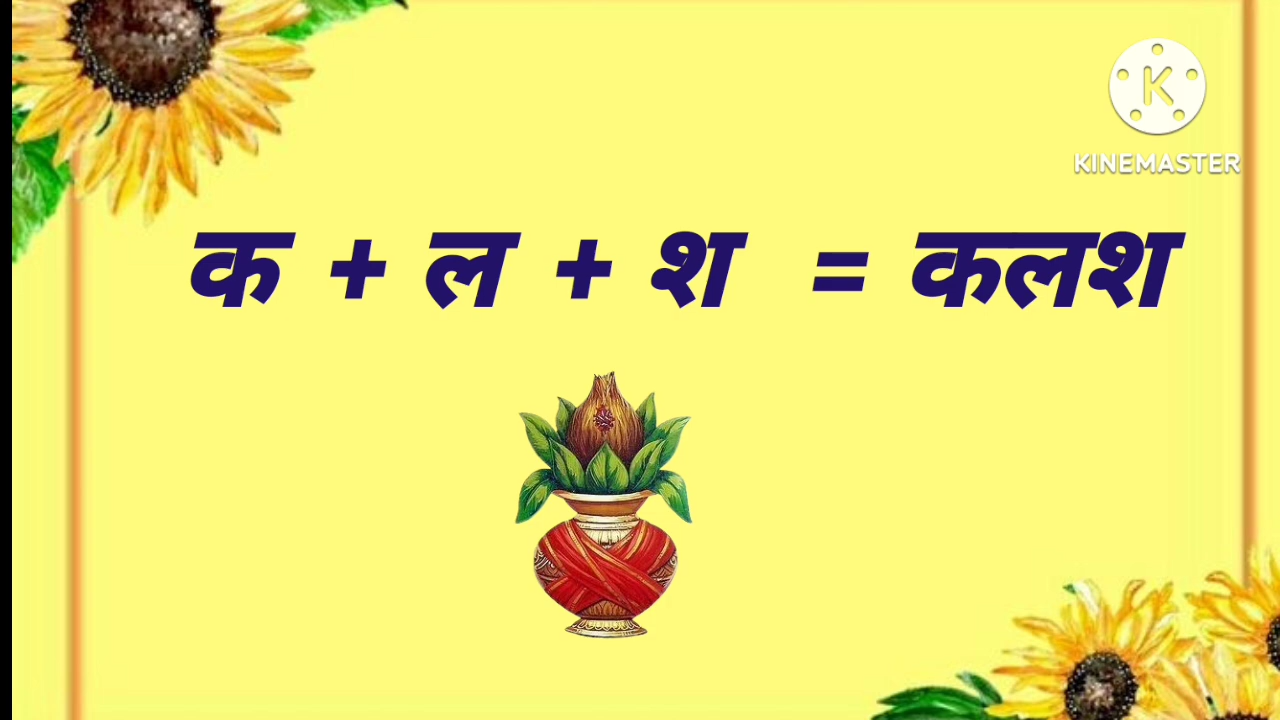 K
KINEMASTER
क + ल + श = कलश